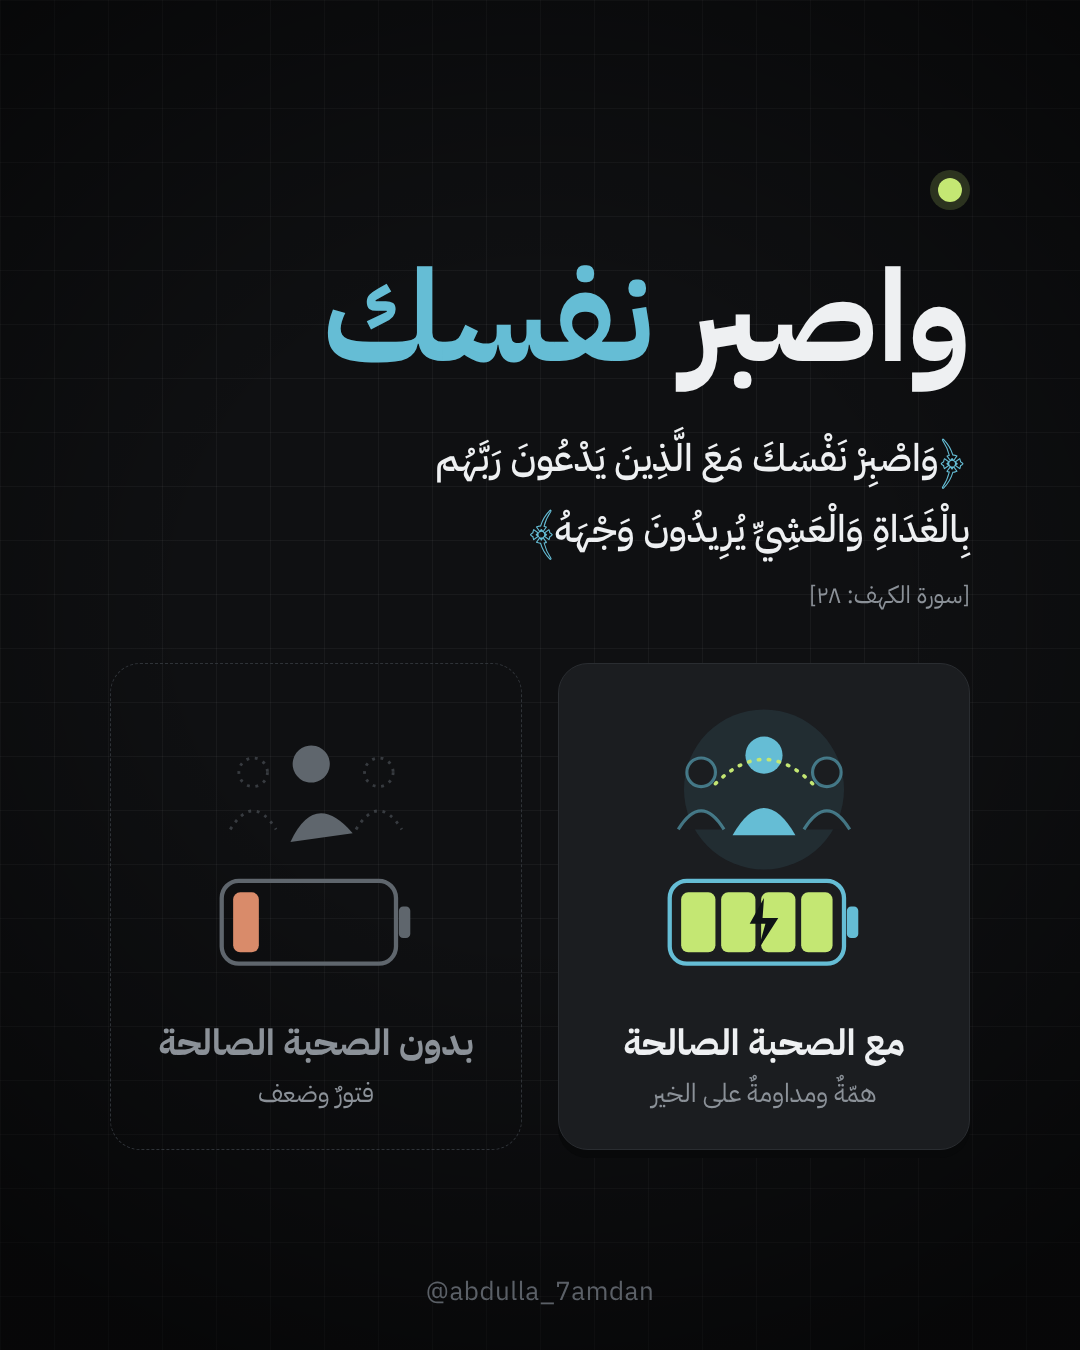 واصبر نفسك
﴿وَاصْبِرْ نَفْسَكَ مَعَ الَّذِينَ يَدْعُونَ رَبَّهُم
بِالْغَدَاةِ وَالْعَشِيِّ يُرِيدُونَ وَجْهَهُ﴾
[سورة الكهف: ٢٨]
مع الصحبة الصالحة
همّةٌ ومداومةٌ على الخير
بدون الصحبة الصالحة
فتورٌ وضعف
@abdulla_7amdan